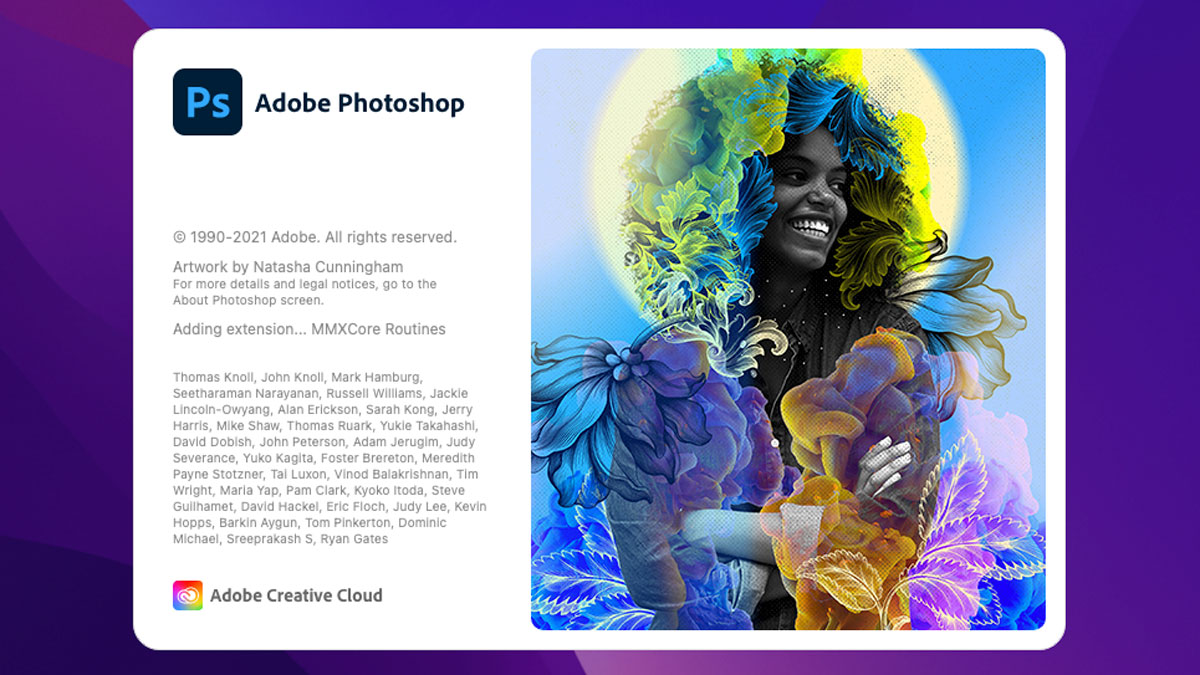 Ps
Adobe Photoshop
© 1990-2021 Adobe. All rights reserved.
Artwork by Natasha Cunningham
For more details and legal notices, go to the
About Photoshop screen.
Adding extension... MMXCore Routines
Thomas Knoll, John Knoll, Mark Hamburg,
Seetharaman Narayanan, Russell Williams, Jackie
Lincoln-Owyang, Alan Erickson, Sarah Kong, Jerry
Harris, Mike Shaw, Thomas Ruark, Yukie Takahashi,
David Dobish, John Peterson, Adam Jerugim, Judy
Severance, Yuko Kagita, Foster Brereton, Meredith
Payne Stotzner, Tai Luxon, Vinod Balakrishnan, Tim
Wright, Maria Yap, Pam Clark, Kyoko Itoda, Steve
Guilhamet, David Hackel, Eric Floch, Judy Lee, Kevin
Hopps, Barkin Aygun, Tom Pinkerton, Dominic
Michael, Sreeprakash S, Ryan Gates
Adobe Creative Cloud